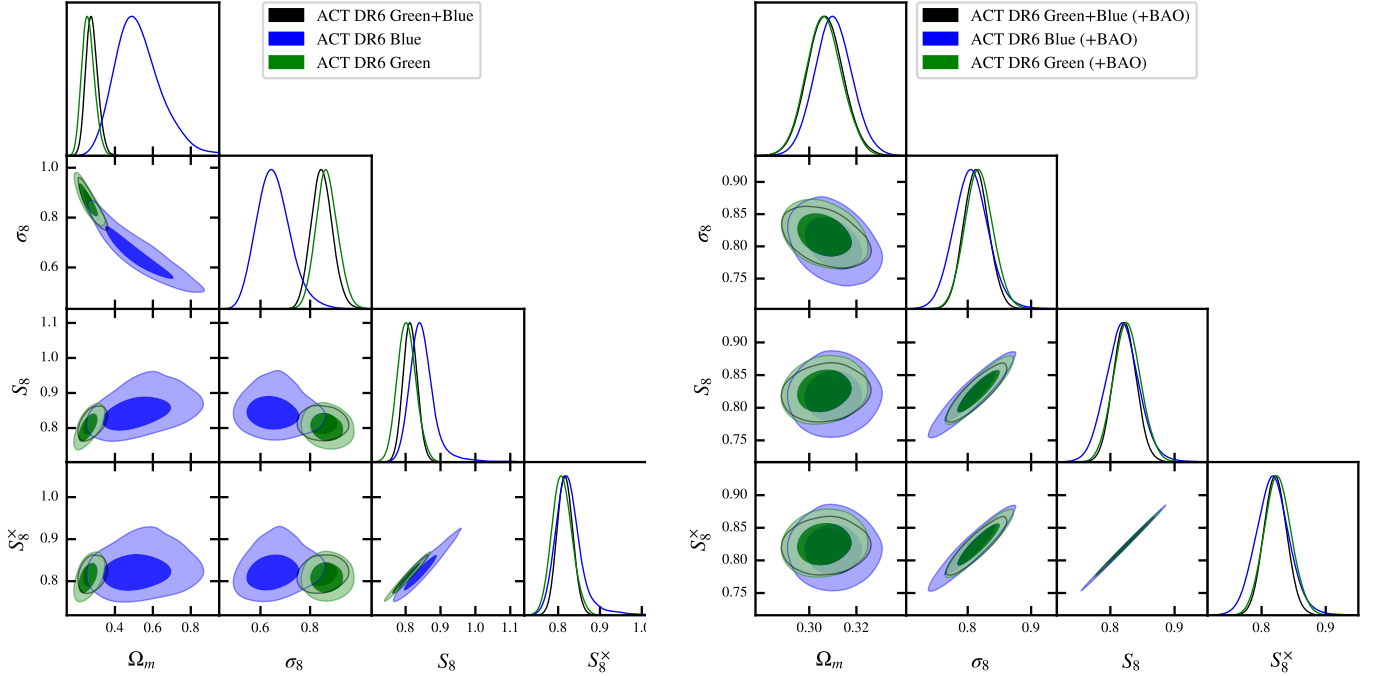 ACT DR6 Green+Blue
ACT DR6 Blue
ACT DR6 Green
1.0
0.8
0.6
σ₈
1.1
1.0
0.9
0.8
S₈
1.0
0.9
0.8
S₈×
0.4 0.6 0.8
Ωₘ
0.6 0.8
σ₈
0.8 0.9 1.0 1.1
S₈
0.8 0.9 1.0
S₈×
ACT DR6 Green+Blue (+BAO)
ACT DR6 Blue (+BAO)
ACT DR6 Green (+BAO)
0.90
0.85
0.80
0.75
σ₈
0.90
0.85
0.80
0.75
S₈
0.90
0.85
0.80
0.75
S₈×
0.30 0.32
Ωₘ
0.8 0.9
σ₈
0.8 0.9
S₈
0.8 0.9
S₈×